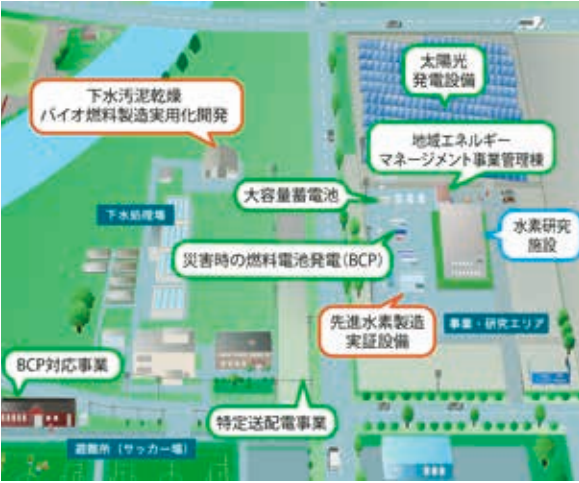 太陽光
発電設備
下水汚泥乾燥
バイオ燃料製造実用化開発
地域エネルギー
マネージメント事業管理棟
大容量蓄電池
下水処理場
水素研究
施設
災害時の燃料電池発電(BCP)
先進水素製造
実証設備
事業・研究エリア
BCP対応事業
特定送配電事業
避難所（サッカー場）